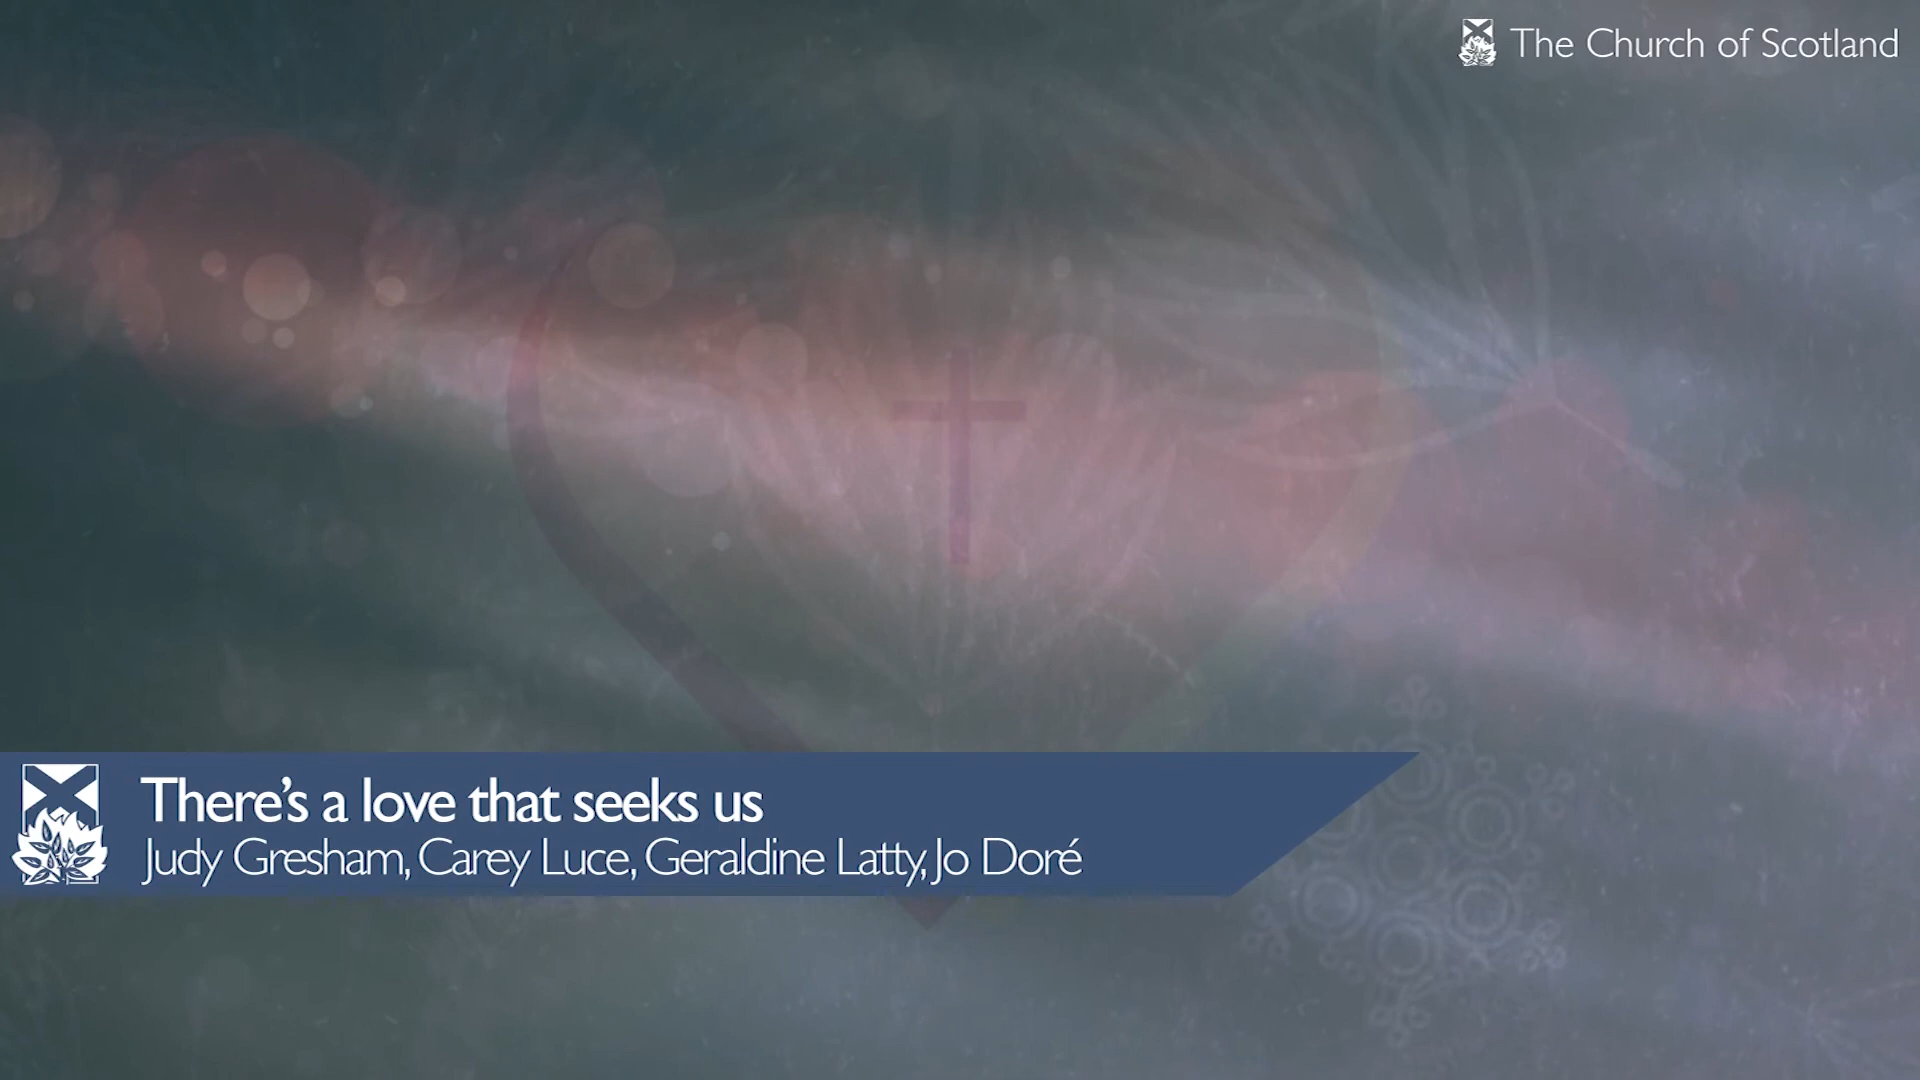 The Church of Scotland
There’s a love that seeks us
Judy Gresham, Carey Luce, Geraldine Latty, Jo Doré